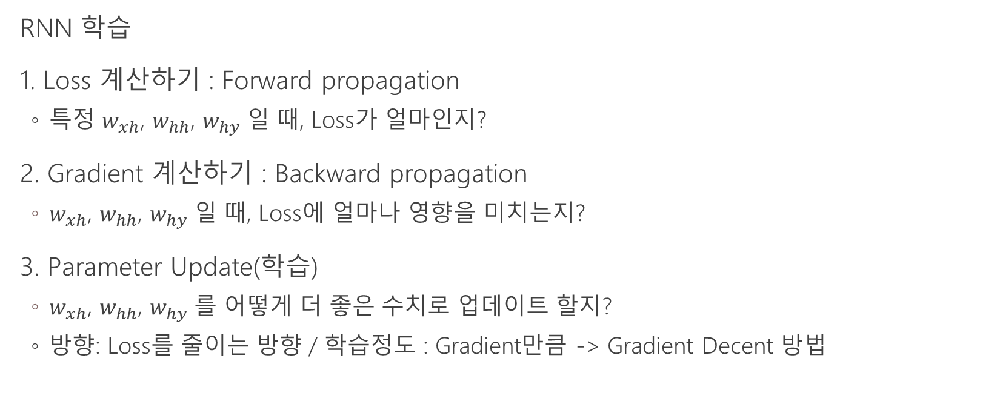 RNN 학습
1. Loss 계산하기 : Forward propagation
◦ 특정 w_{xh}, w_{hh}, w_{hy} 일 때, Loss가 얼마인지?
2. Gradient 계산하기 : Backward propagation
◦ w_{xh}, w_{hh}, w_{hy} 일 때, Loss에 얼마나 영향을 미치는지?
3. Parameter Update(학습)
◦ w_{xh}, w_{hh}, w_{hy} 를 어떻게 더 좋은 수치로 업데이트 할지?
◦ 방향: Loss를 줄이는 방향 / 학습정도 : Gradient만큼 -> Gradient Decent 방법